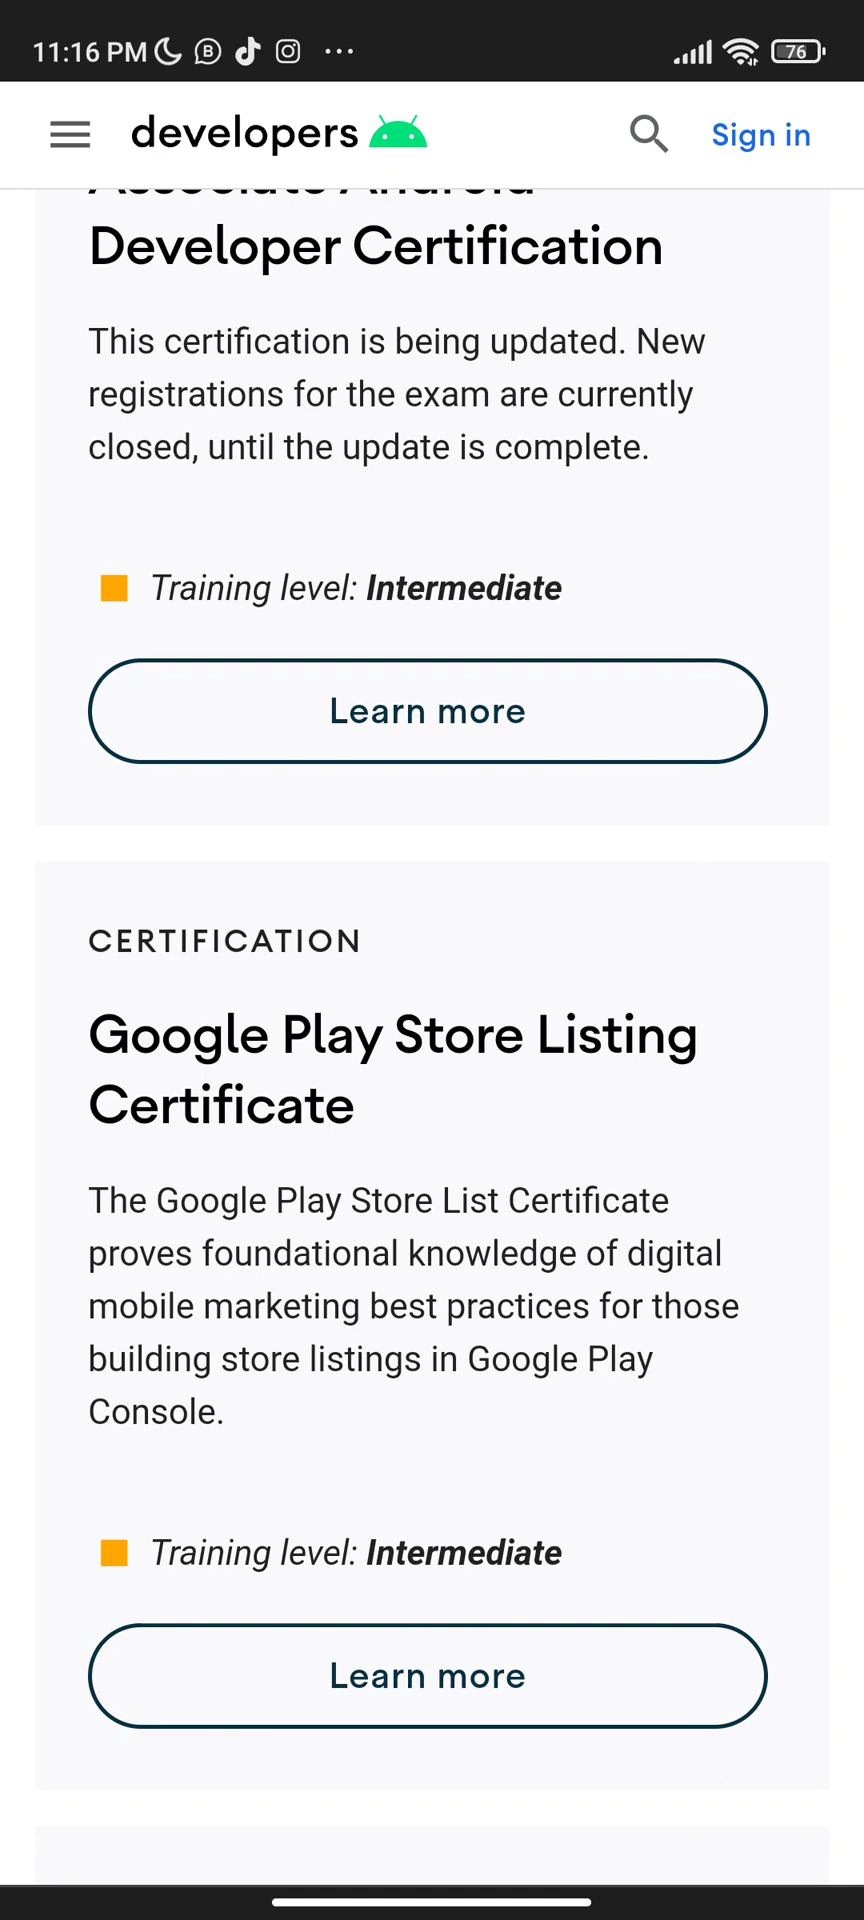 11:16 PM
76
developers
Sign in
Associate Android
Developer Certification
This certification is being updated. New
registrations for the exam are currently
closed, until the update is complete.
Training level: Intermediate
Learn more
CERTIFICATION
Google Play Store Listing
Certificate
The Google Play Store List Certificate
proves foundational knowledge of digital
mobile marketing best practices for those
building store listings in Google Play
Console.
Training level: Intermediate
Learn more